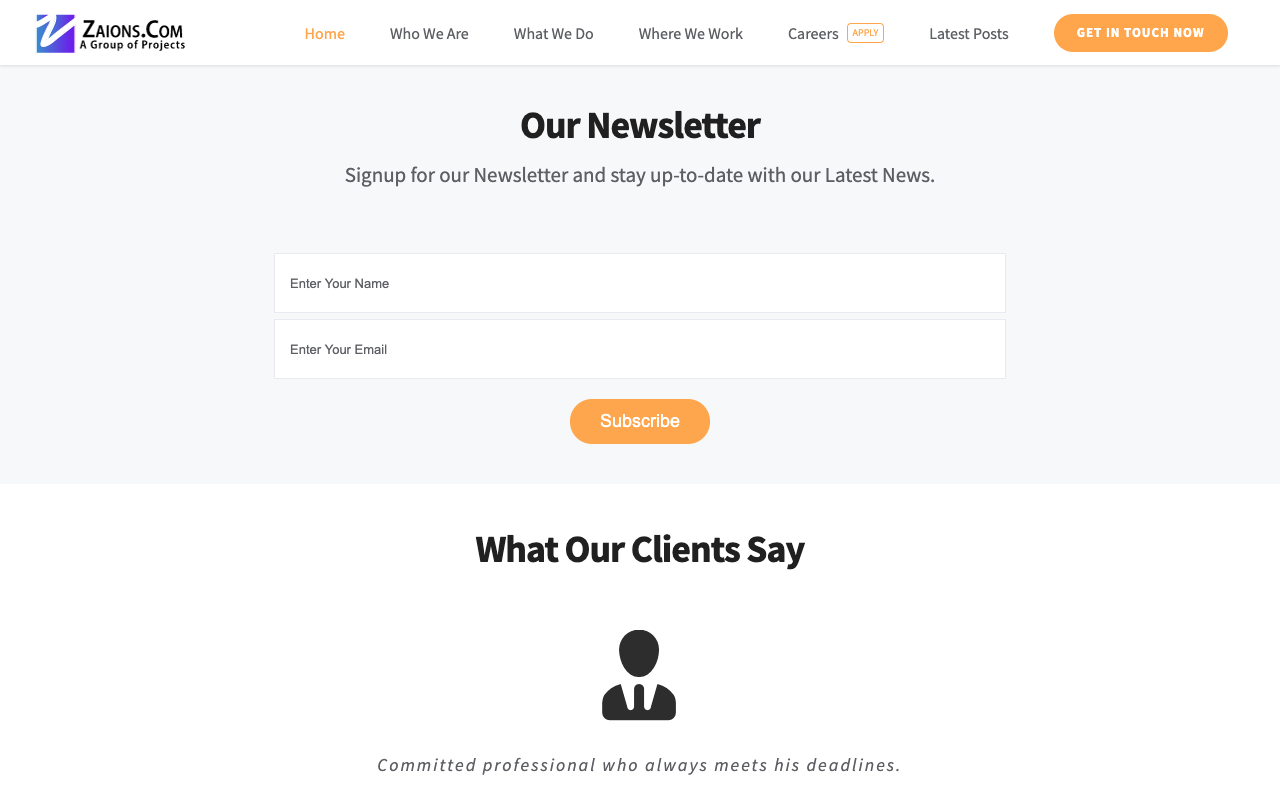 Zaions.Com
A Group of Projects
Home
Who We Are
What We Do
Where We Work
Careers
APPLY
Latest Posts
GET IN TOUCH NOW
Our Newsletter
Signup for our Newsletter and stay up-to-date with our Latest News.
Enter Your Name
Enter Your Email
Subscribe
What Our Clients Say
Committed professional who always meets his deadlines.